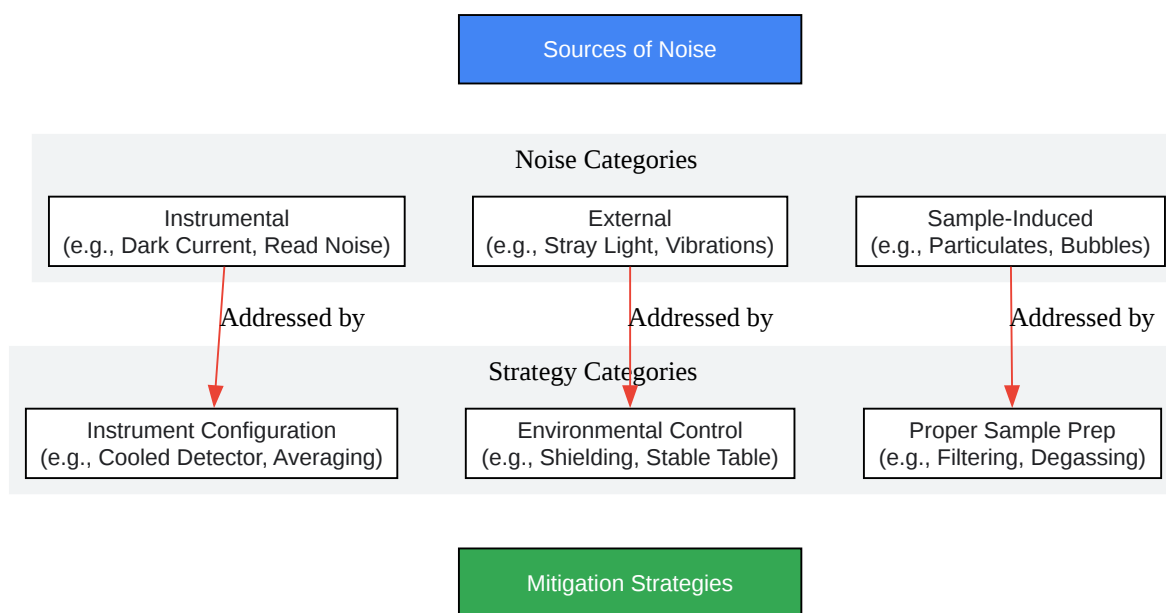 Sources of Noise
Noise Categories
Instrumental
(e.g., Dark Current, Read Noise)
External
(e.g., Stray Light, Vibrations)
Sample-Induced
(e.g., Particulates, Bubbles)
Addressed by
Addressed by
Addressed by
Strategy Categories
Instrument Configuration
(e.g., Cooled Detector, Averaging)
Environmental Control
(e.g., Shielding, Stable Table)
Proper Sample Prep
(e.g., Filtering, Degassing)
Mitigation Strategies